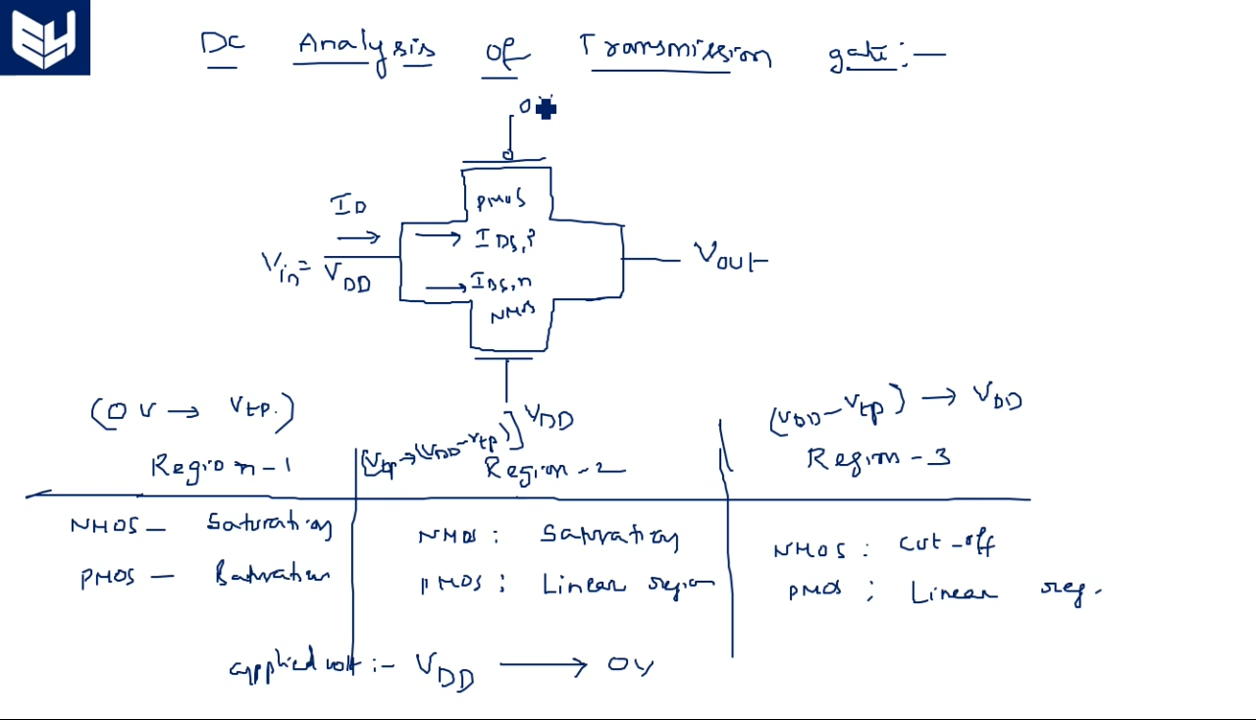 DC Analysis of Transmission gate :-
0V
ID
PMOS
IDS,P
Vin = VDD
Vout
IDS,n
NMOS
VDD
(0V → Vtp.)
[Vtp → (VDD-Vtp)]
(VDD-Vtp) → VDD
Region-1
Region-2
Region-3
NMOS - Saturation
NMOS : Saturation
NMOS : Cut-off
PMOS - Saturation
PMOS : Linear region
PMOS : Linear reg.
applied volt :- VDD → 0V